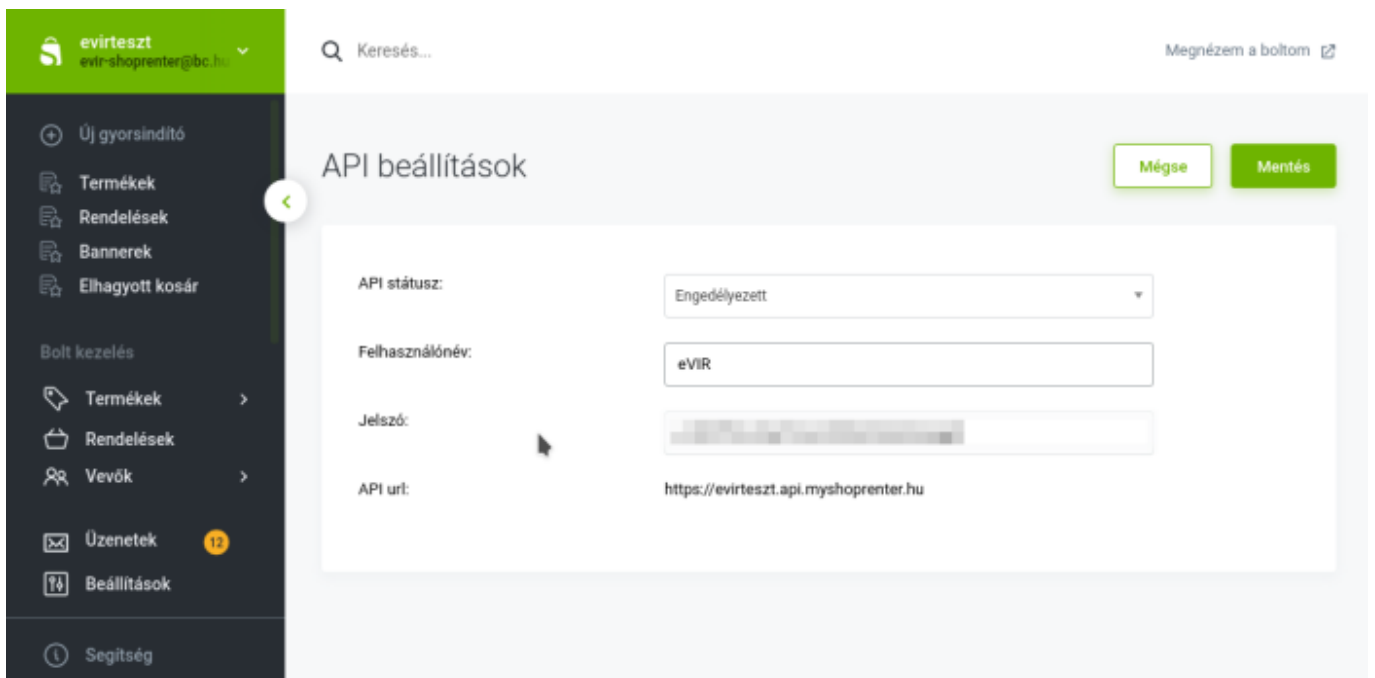 evirteszt
evir-shoprenter@bc.hu
Keresés...
Megnézem a boltom
Új gyorsindító
Termékek
Rendelések
Bannerek
Elhagyott kosár
Bolt kezelés
Termékek
Rendelések
Vevők
Üzenetek 12
Beállítások
Segítség
API beállítások
Mégse
Mentés
API státusz:
Engedélyezett
Felhasználónév:
eVIR
Jelszó:
API url:
https://evirteszt.api.myshoprenter.hu